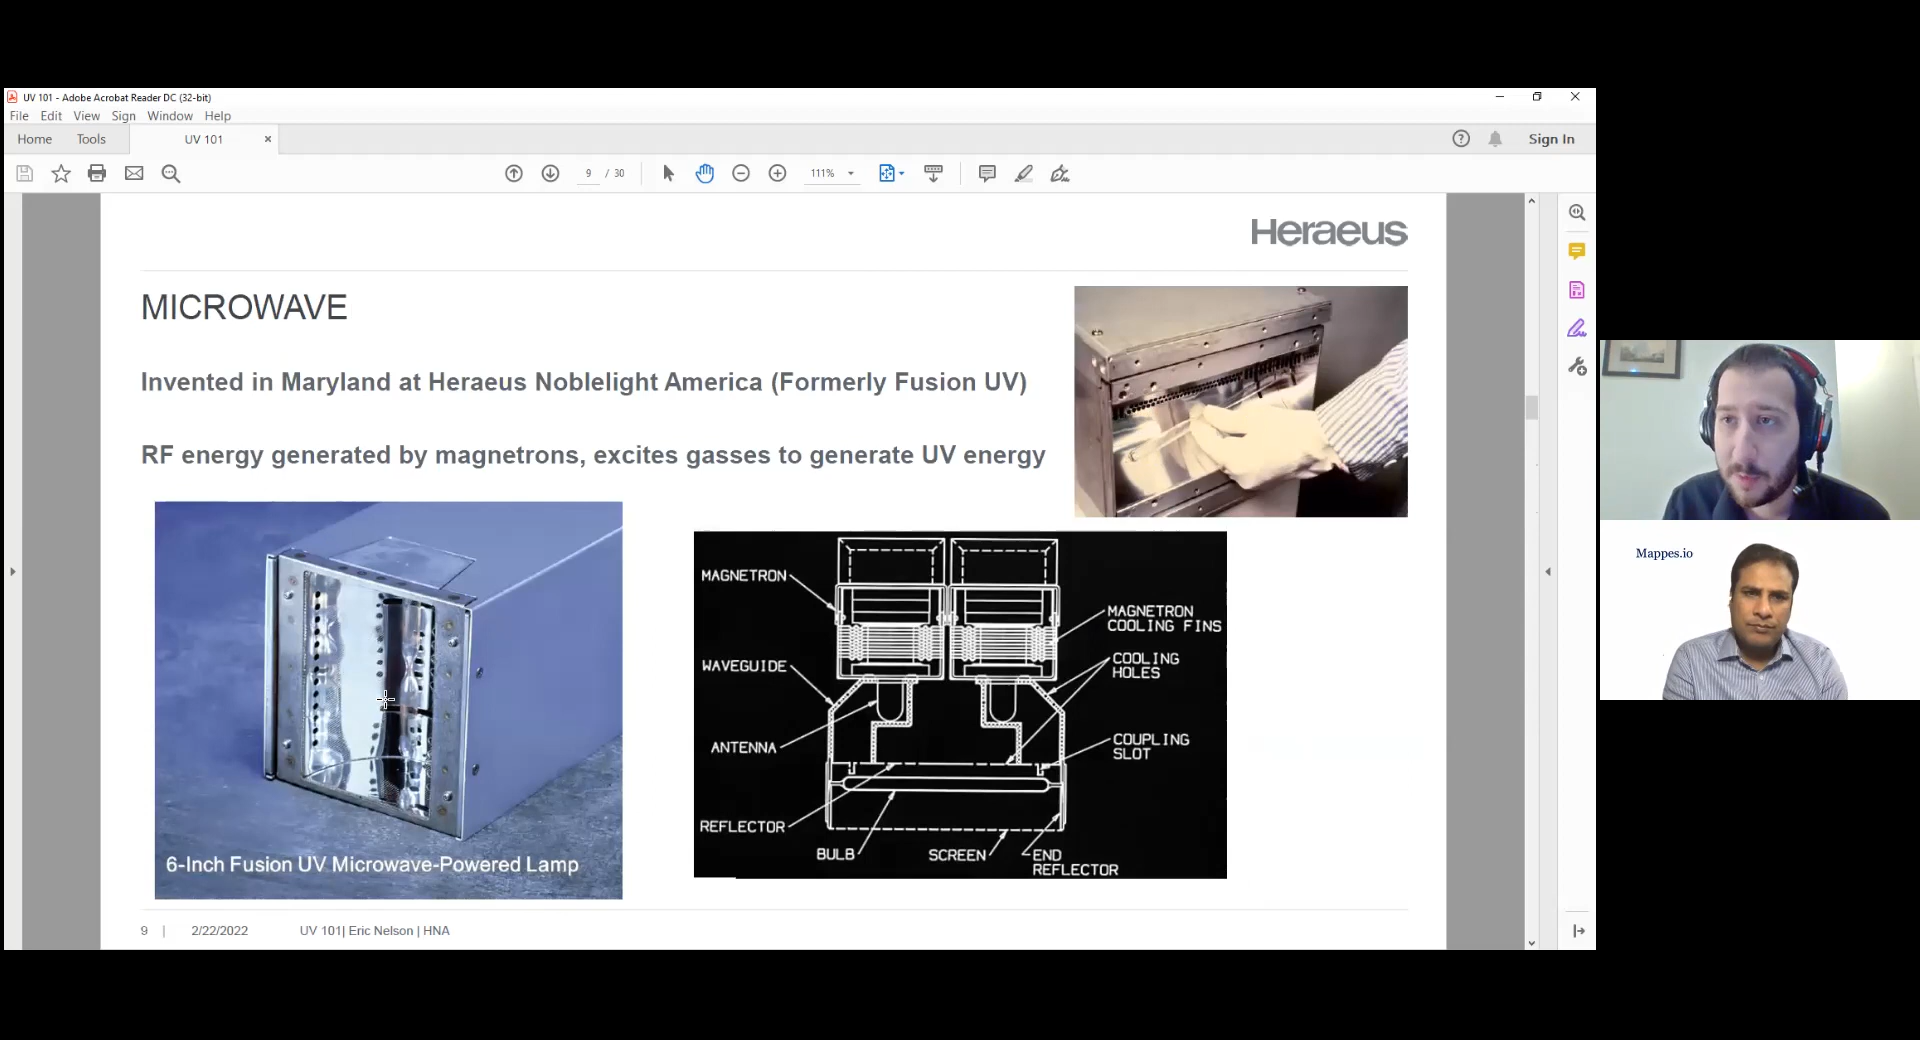 UV 101 - Adobe Acrobat Reader DC (32-bit)
File Edit View Sign Window Help
Home Tools UV 101 × Sign In
9 / 30 111%
Heraeus
MICROWAVE
Invented in Maryland at Heraeus Noblelight America (Formerly Fusion UV)
RF energy generated by magnetrons, excites gasses to generate UV energy
6-Inch Fusion UV Microwave-Powered Lamp
MAGNETRON
MAGNETRON
COOLING FINS
WAVEGUIDE
COOLING
HOLES
ANTENNA
COUPLING
SLOT
REFLECTOR
BULB
SCREEN
END
REFLECTOR
9 | 2/22/2022 UV 101| Eric Nelson | HNA
Mappes.io